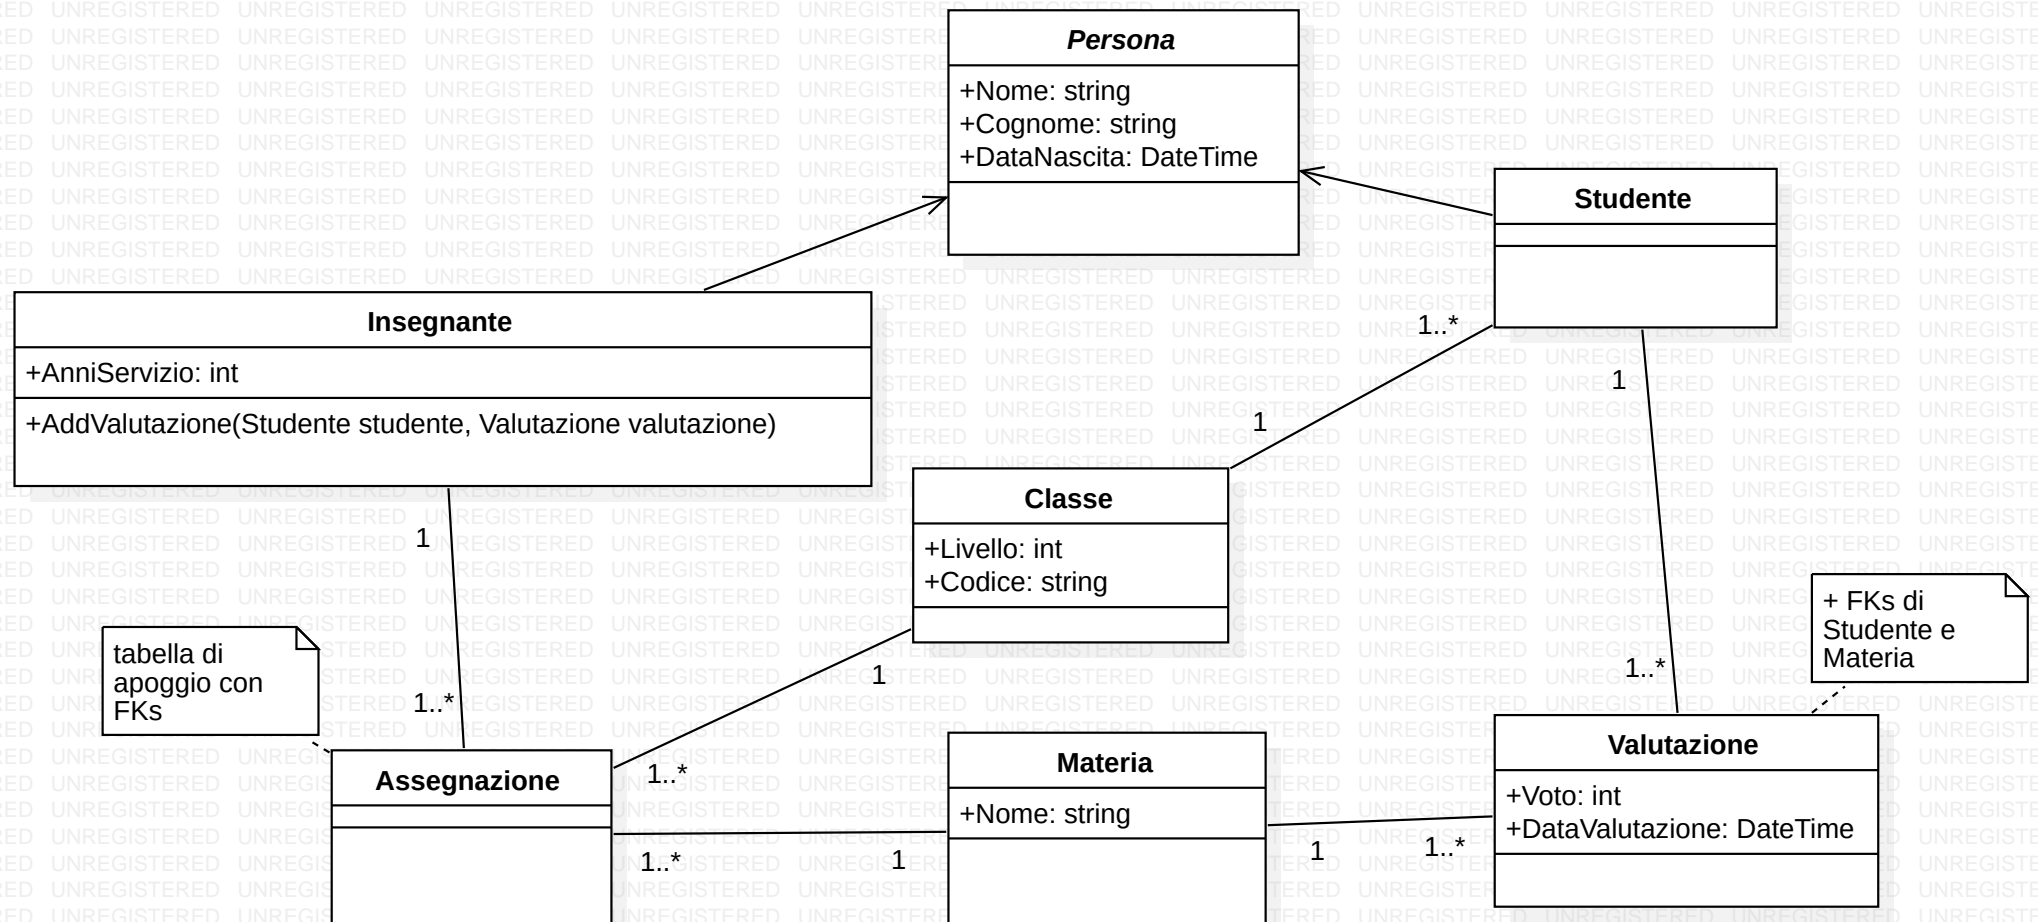 Persona
+Nome: string
+Cognome: string
+DataNascita: DateTime
Studente
Insegnante
+AnniServizio: int
+AddValutazione(Studente studente, Valutazione valutazione)
1..*
1
1
Classe
+Livello: int
+Codice: string
1
1..*
1
1..*
tabella di
apoggio con
FKs
+ FKs di
Studente e
Materia
1..*
Assegnazione
Materia
+Nome: string
Valutazione
+Voto: int
+DataValutazione: DateTime
1..*
1
1
1..*
UNREGISTERED